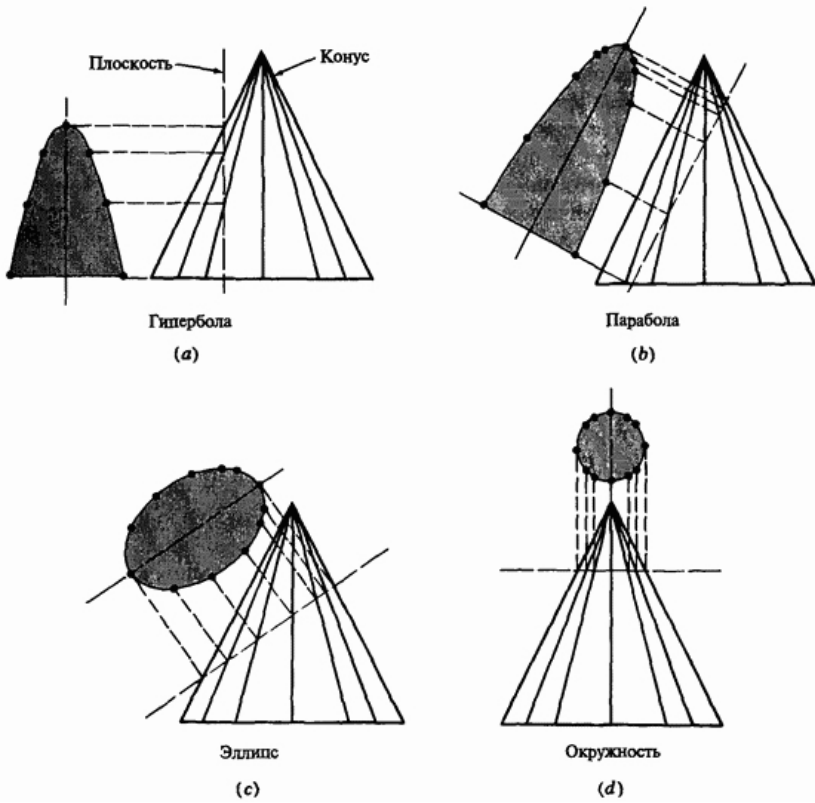 Плоскость
Конус
Гипербола
(a)
Парабола
(b)
Эллипс
(c)
Окружность
(d)